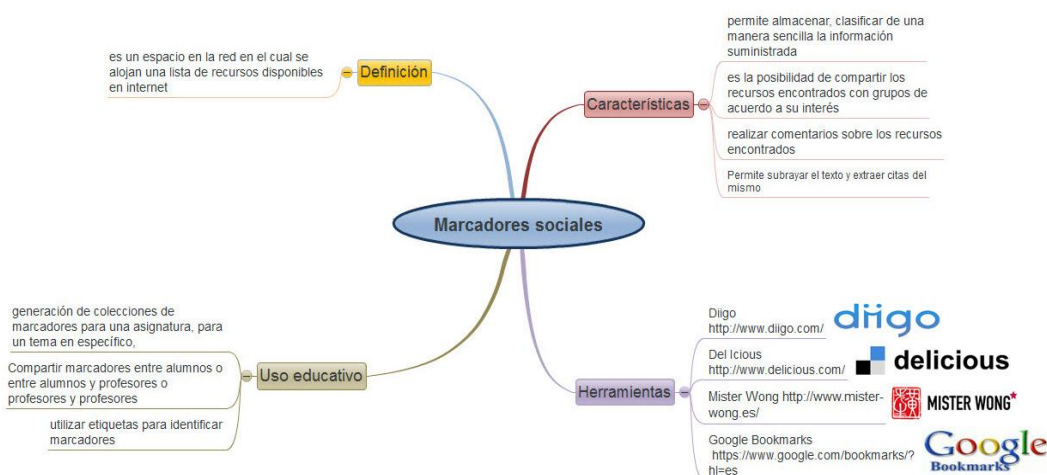 Marcadores sociales
Definición
es un espacio en la red en el cual se
alojan una lista de recursos disponibles
en internet
Características
permite almacenar, clasificar de una
manera sencilla la información
suministrada
es la posibilidad de compartir los
recursos encontrados con grupos de
acuerdo a su interés
realizar comentarios sobre los recursos
encontrados
Permite subrayar el texto y extraer citas del
mismo
Uso educativo
generación de colecciones de
marcadores para una asignatura, para
un tema en específico,
Compartir marcadores entre alumnos o
entre alumnos y profesores o
profesores y profesores
utilizar etiquetas para identificar
marcadores
Herramientas
Diigo
http://www.diigo.com/
diigo
Del Icious
http://www.delicious.com/
delicious
Mister Wong http://www.mister-
wong.es/
MISTER WONG
Google Bookmarks
https://www.google.com/bookmarks/?
hl=es
Google
Bookmarks